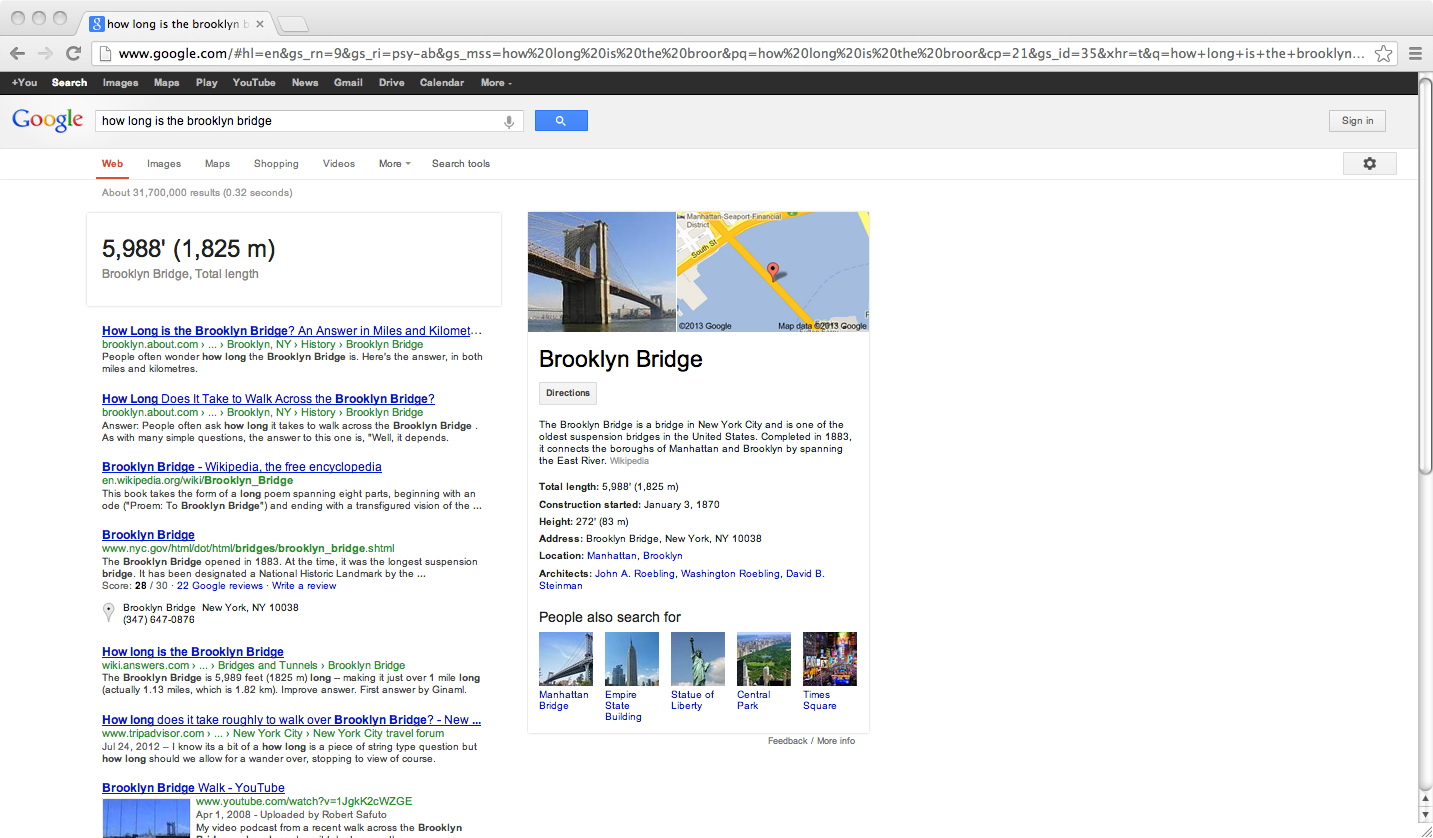 how long is the brooklyn b
www.google.com/#hl=en&gs_rn=9&gs_ri=psy-ab&gs_mss=how%20long%20is%20the%20broor&pq=how%20long%20is%20the%20broor&cp=21&gs_id=35&xhr=t&q=how+long+is+the+brooklyn...
+You Search Images Maps Play YouTube News Gmail Drive Calendar More
Google
how long is the brooklyn bridge
Sign in
Web Images Maps Shopping Videos More Search tools
About 31,700,000 results (0.32 seconds)
5,988' (1,825 m)
Brooklyn Bridge, Total length
How Long is the Brooklyn Bridge? An Answer in Miles and Kilomet...
brooklyn.about.com › ... › Brooklyn, NY › History › Brooklyn Bridge
People often wonder how long the Brooklyn Bridge is. Here's the answer, in both
miles and kilometres.
How Long Does It Take to Walk Across the Brooklyn Bridge?
brooklyn.about.com › ... › Brooklyn, NY › History › Brooklyn Bridge
Answer: People often ask how long it takes to walk across the Brooklyn Bridge .
As with many simple questions, the answer to this one is, "Well, it depends.
Brooklyn Bridge - Wikipedia, the free encyclopedia
en.wikipedia.org/wiki/Brooklyn_Bridge
This book takes the form of a long poem spanning eight parts, beginning with an
ode ("Proem: To Brooklyn Bridge") and ending with a transfigured vision of the ...
Brooklyn Bridge
www.nyc.gov/html/dot/html/bridges/brooklyn_bridge.shtml
The Brooklyn Bridge opened in 1883. At the time, it was the longest suspension
bridge. It has been designated a National Historic Landmark by the ...
Score: 28 / 30 · 22 Google reviews · Write a review
Brooklyn Bridge New York, NY 10038
(347) 647-0876
How long is the Brooklyn Bridge
wiki.answers.com › ... › Bridges and Tunnels › Brooklyn Bridge
The Brooklyn Bridge is 5,989 feet (1825 m) long – making it just over 1 mile long
(actually 1.13 miles, which is 1.82 km). Improve answer. First answer by Ginaml.
How long does it take roughly to walk over Brooklyn Bridge? - New ...
www.tripadvisor.com › ... › New York City › New York City travel forum
Jul 24, 2012 – I know its a bit of a how long is a piece of string type question but
how long should we allow for a wander over, stopping to view of course.
Brooklyn Bridge Walk - YouTube
www.youtube.com/watch?v=1JgkK2cWZGE
Apr 1, 2008 - Uploaded by Robert Safuto
My video podcast from a recent walk across the Brooklyn
Manhattan-Seaport-Financial
District
South St
©2013 Google
Map data ©2013 Google
Brooklyn Bridge
Directions
The Brooklyn Bridge is a bridge in New York City and is one of the
oldest suspension bridges in the United States. Completed in 1883,
it connects the boroughs of Manhattan and Brooklyn by spanning
the East River. Wikipedia
Total length: 5,988' (1,825 m)
Construction started: January 3, 1870
Height: 272' (83 m)
Address: Brooklyn Bridge, New York, NY 10038
Location: Manhattan, Brooklyn
Architects: John A. Roebling, Washington Roebling, David B.
Steinman
People also search for
Manhattan
Bridge
Empire
State
Building
Statue of
Liberty
Central
Park
Times
Square
Feedback / More info